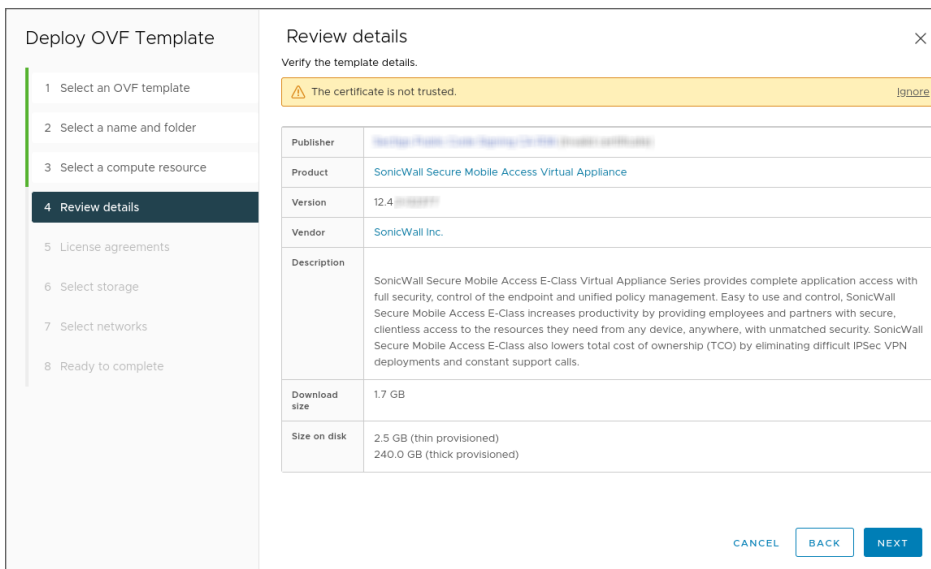 Deploy OVF Template
1 Select an OVF template
2 Select a name and folder
3 Select a compute resource
4 Review details
5 License agreements
6 Select storage
7 Select networks
8 Ready to complete
Review details
Verify the template details.
The certificate is not trusted.
Ignore
Publisher
Product
SonicWall Secure Mobile Access Virtual Appliance
Version
12.4
Vendor
SonicWall Inc.
Description
SonicWall Secure Mobile Access E-Class Virtual Appliance Series provides complete application access with
full security, control of the endpoint and unified policy management. Easy to use and control, SonicWall
Secure Mobile Access E-Class increases productivity by providing employees and partners with secure,
clientless access to the resources they need from any device, anywhere, with unmatched security. SonicWall
Secure Mobile Access E-Class also lowers total cost of ownership (TCO) by eliminating difficult IPSec VPN
deployments and constant support calls.
Download
size
1.7 GB
Size on disk
2.5 GB (thin provisioned)
240.0 GB (thick provisioned)
CANCEL
BACK
NEXT